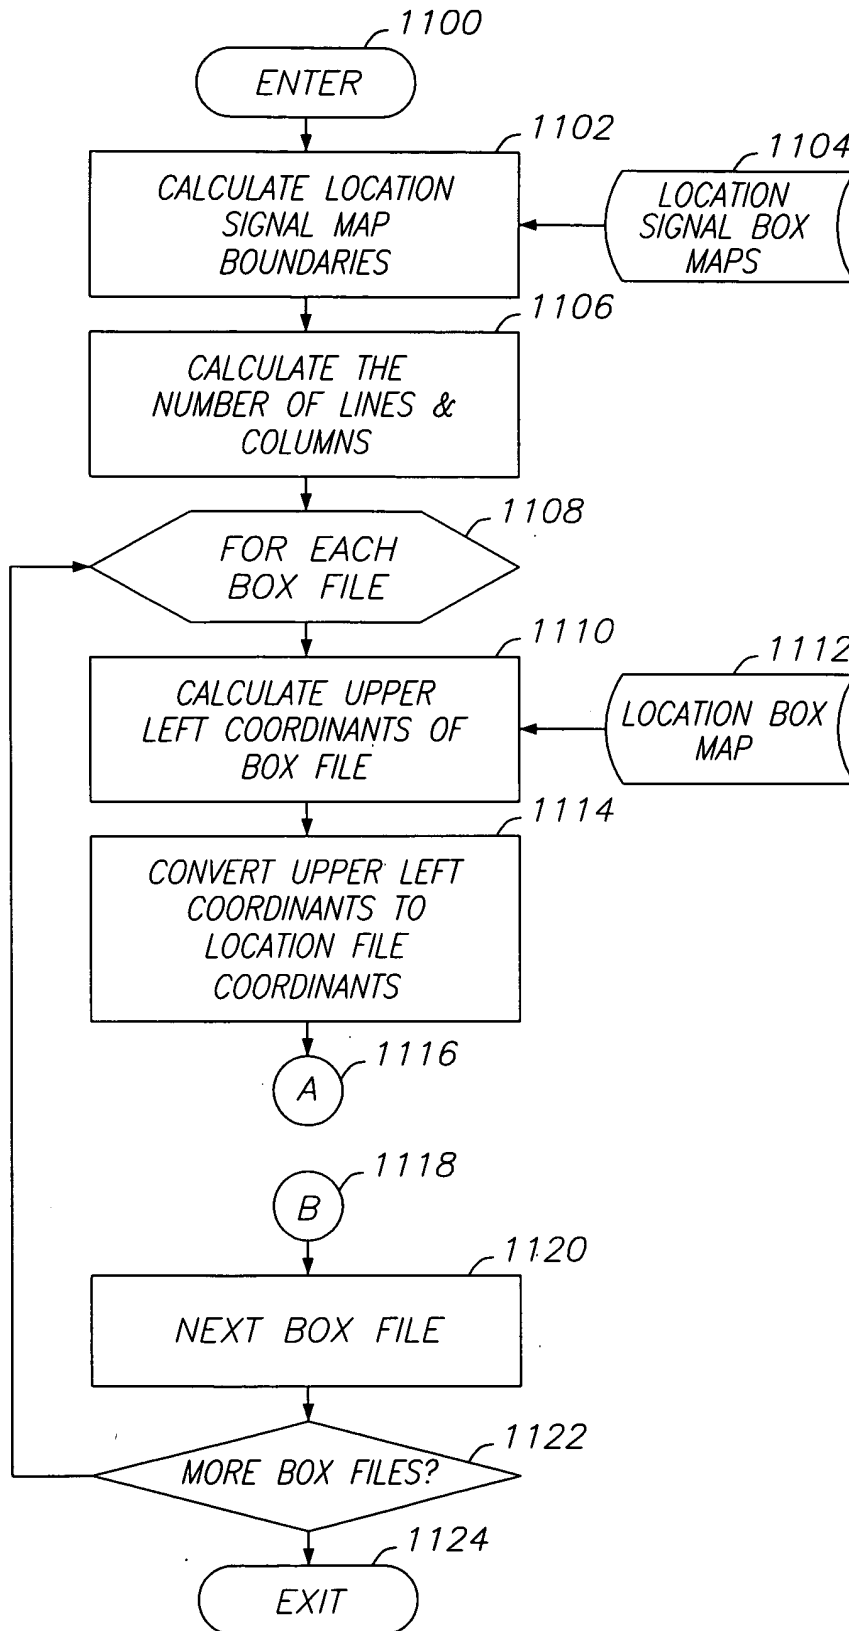 1100
ENTER
1102
CALCULATE LOCATION
SIGNAL MAP
BOUNDARIES
1104
LOCATION
SIGNAL BOX
MAPS
1106
CALCULATE THE
NUMBER OF LINES &
COLUMNS
1108
FOR EACH
BOX FILE
1110
CALCULATE UPPER
LEFT COORDINANTS OF
BOX FILE
1112
LOCATION BOX
MAP
1114
CONVERT UPPER LEFT
COORDINANTS TO
LOCATION FILE
COORDINANTS
1116
A
1118
B
1120
NEXT BOX FILE
1122
MORE BOX FILES?
1124
EXIT